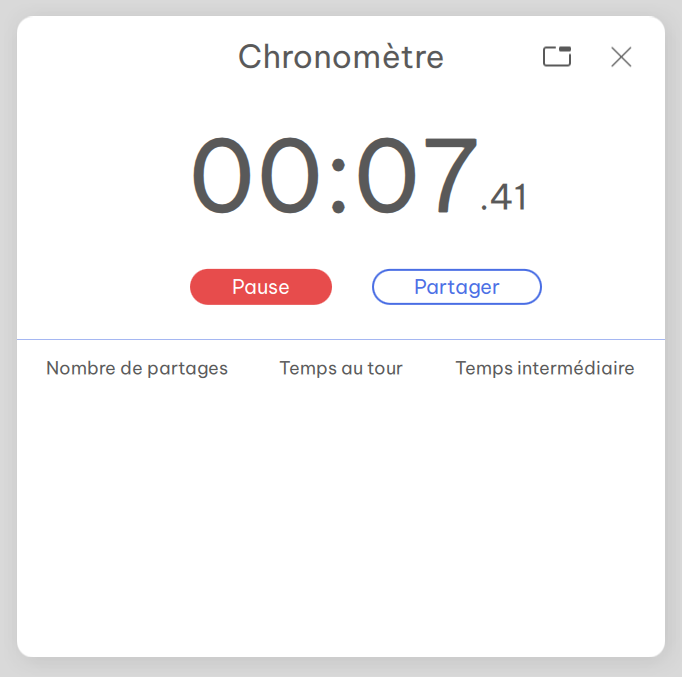 Chronomètre
00:07.41
Pause Partager
Nombre de partages Temps au tour Temps intermédiaire